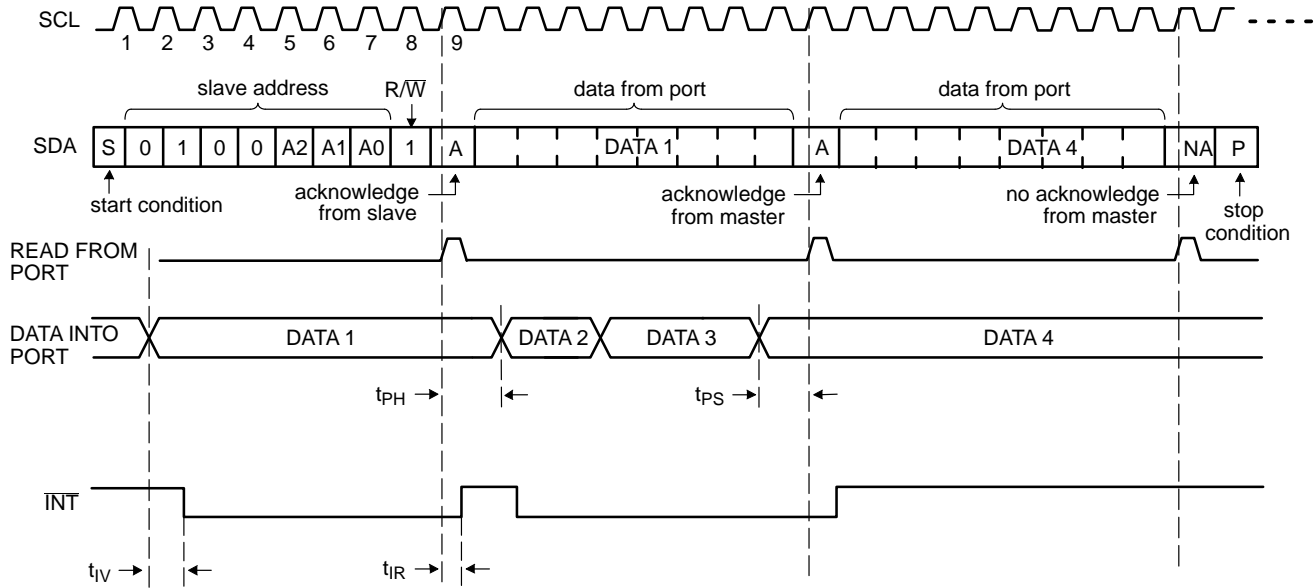 SCL
1 2 3 4 5 6 7 8 9
slave address
R/W̅
data from port
data from port
SDA
S 0 1 0 0 A2 A1 A0 1 A DATA 1 A DATA 4 NA P
start condition
acknowledge
from slave
acknowledge
from master
no acknowledge
from master
stop
condition
READ FROM
PORT
DATA INTO
PORT
DATA 1 DATA 2 DATA 3 DATA 4
tPH
tPS
I̅N̅T̅
tIV
tIR